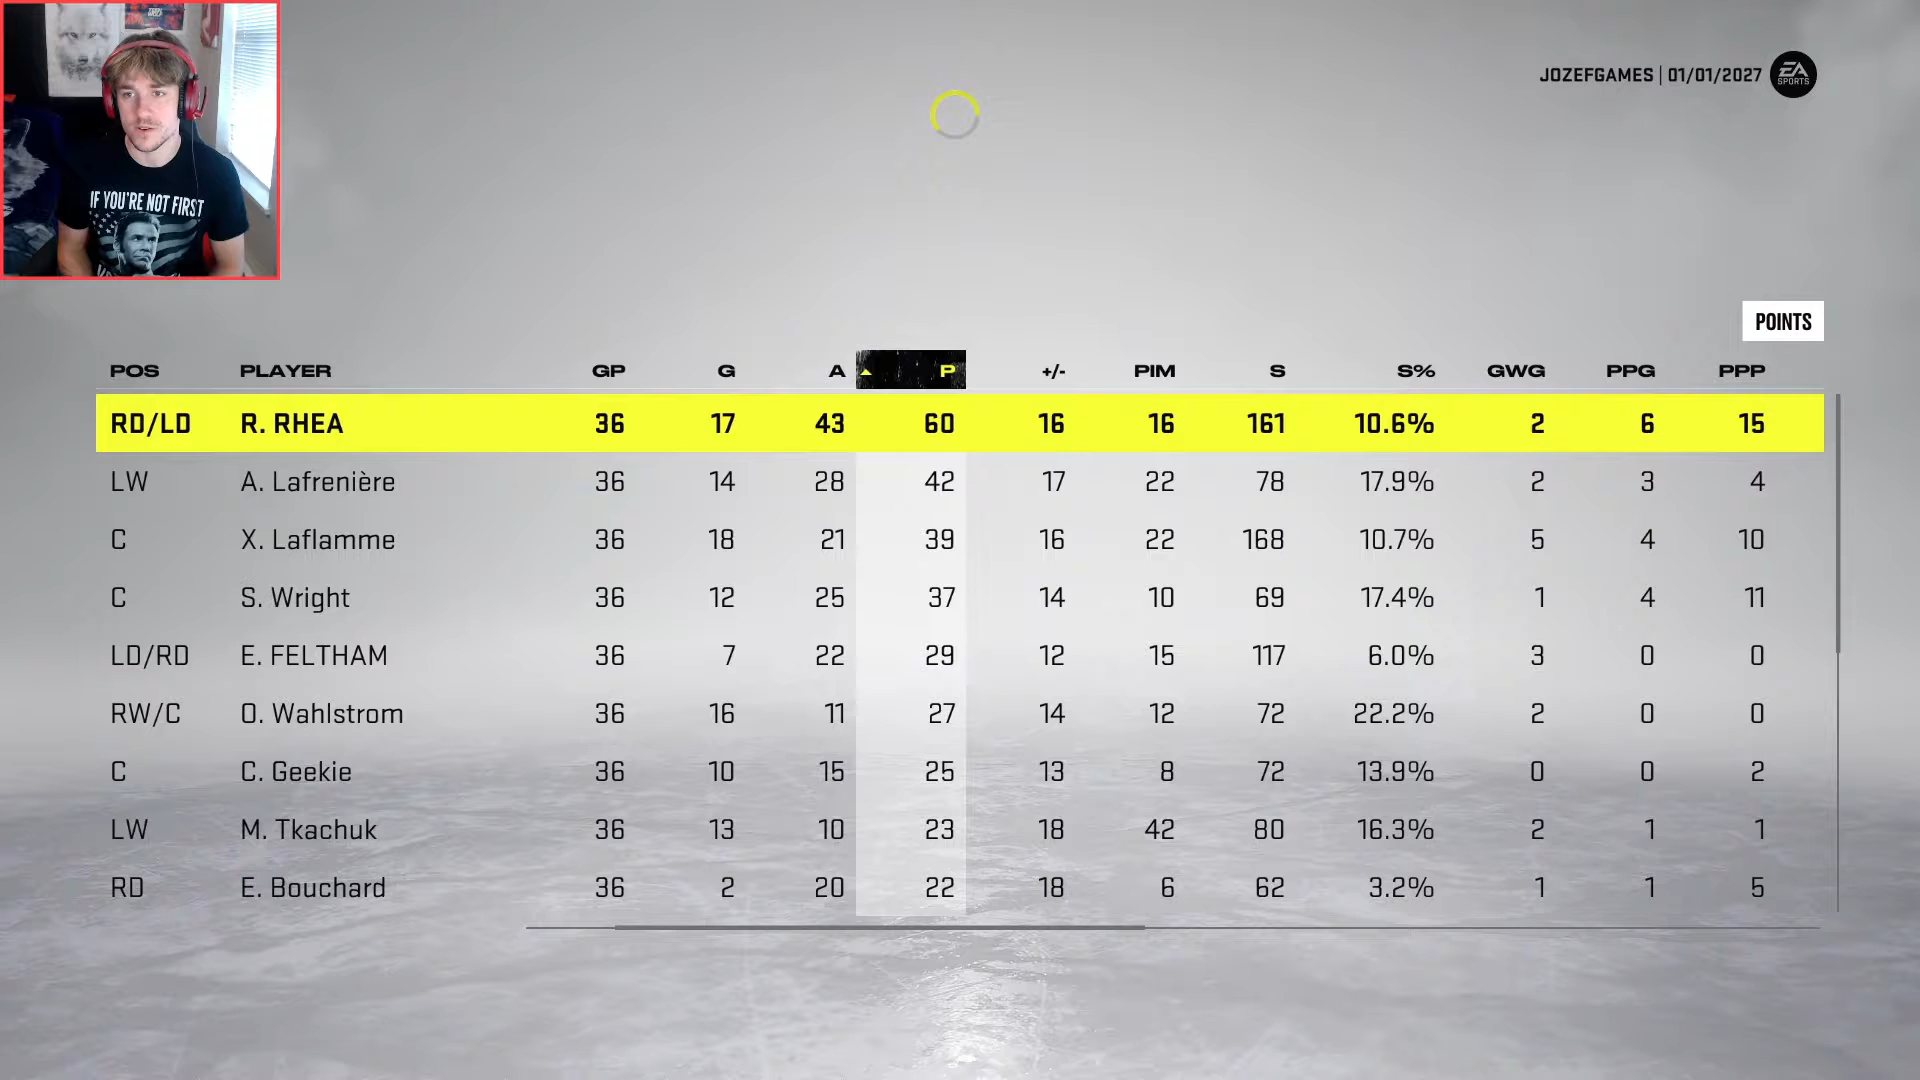 IF YOU'RE NOT FIRST
JOZEFGAMES | 01/01/2027
EA
SPORTS
POINTS
POS PLAYER GP G A P +/- PIM S S% GWG PPG PPP
RD/LD R. RHEA 36 17 43 60 16 16 161 10.6% 2 6 15
LW A. Lafrenière 36 14 28 42 17 22 78 17.9% 2 3 4
C X. Laflamme 36 18 21 39 16 22 168 10.7% 5 4 10
C S. Wright 36 12 25 37 14 10 69 17.4% 1 4 11
LD/RD E. FELTHAM 36 7 22 29 12 15 117 6.0% 3 0 0
RW/C O. Wahlstrom 36 16 11 27 14 12 72 22.2% 2 0 0
C C. Geekie 36 10 15 25 13 8 72 13.9% 0 0 2
LW M. Tkachuk 36 13 10 23 18 42 80 16.3% 2 1 1
RD E. Bouchard 36 2 20 22 18 6 62 3.2% 1 1 5